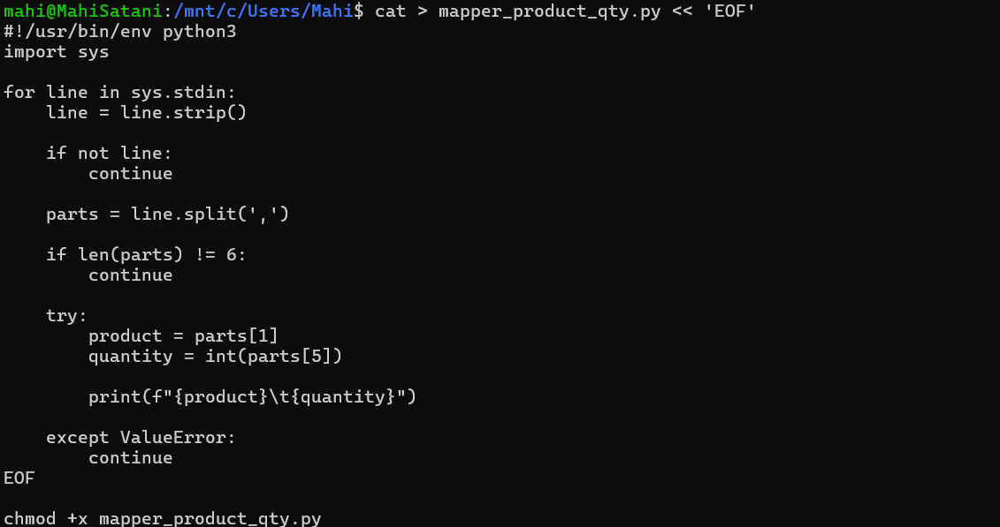 mahi@MahiSatani:/mnt/c/Users/Mahi$ cat > mapper_product_qty.py << 'EOF'
#!/usr/bin/env python3
import sys

for line in sys.stdin:
    line = line.strip()

    if not line:
        continue

    parts = line.split(',')

    if len(parts) != 6:
        continue

    try:
        product = parts[1]
        quantity = int(parts[5])

        print(f"{product}\t{quantity}")

    except ValueError:
        continue
EOF

chmod +x mapper_product_qty.py